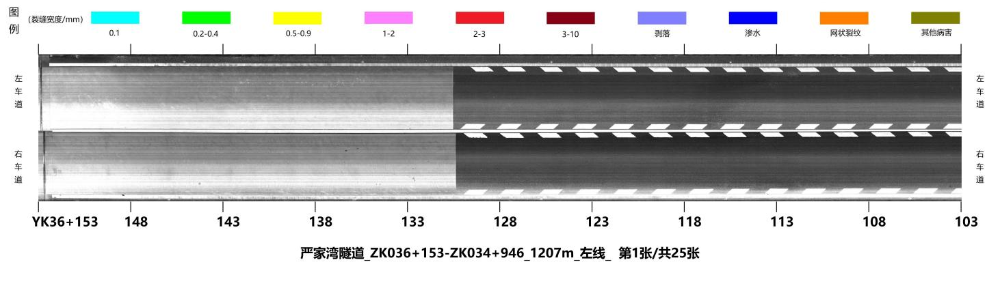 图例
(裂缝宽度/mm)
0.1 0.2-0.4 0.5-0.9 1-2 2-3 3-10 剥落 渗水 网状裂纹 其他病害
左车道 左车道
右车道 右车道
YK36+153 148 143 138 133 128 123 118 113 108 103
严家湾隧道_ZK036+153-ZK034+946_1207m_左线_ 第1张/共25张